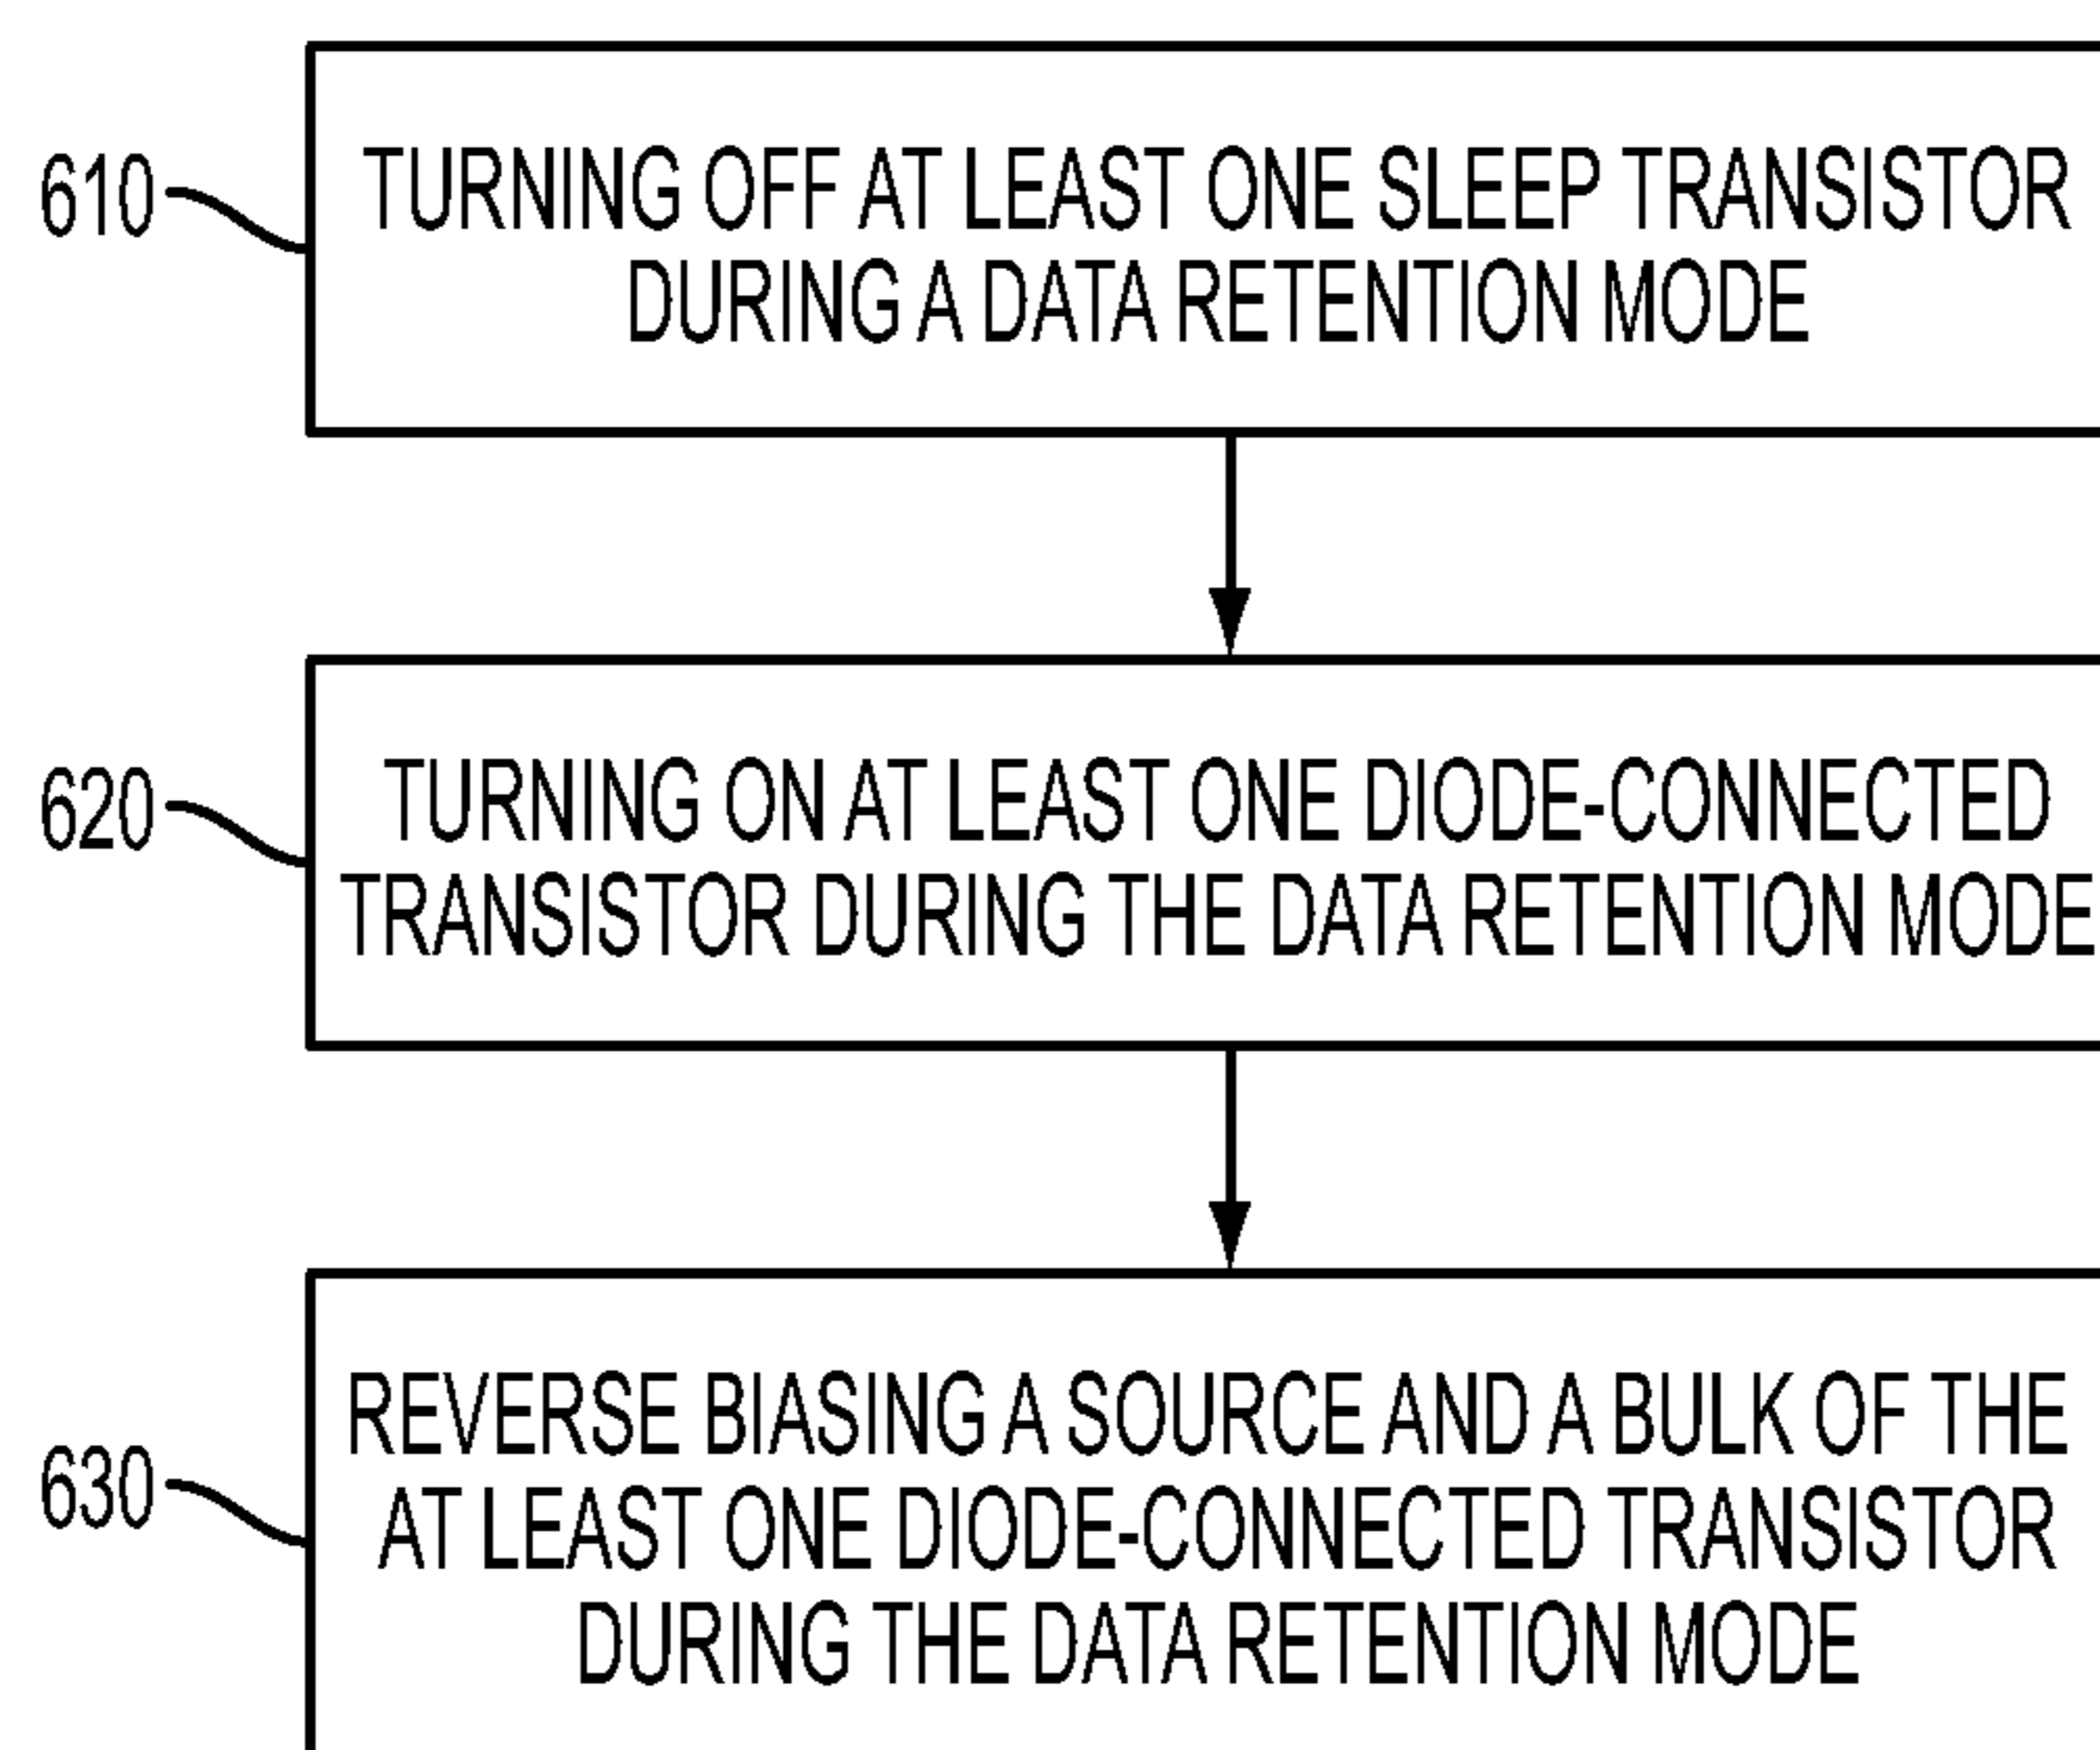 610
TURNING OFF AT LEAST ONE SLEEP TRANSISTOR
DURING A DATA RETENTION MODE
620
TURNING ON AT LEAST ONE DIODE-CONNECTED
TRANSISTOR DURING THE DATA RETENTION MODE
630
REVERSE BIASING A SOURCE AND A BULK OF THE
AT LEAST ONE DIODE-CONNECTED TRANSISTOR
DURING THE DATA RETENTION MODE